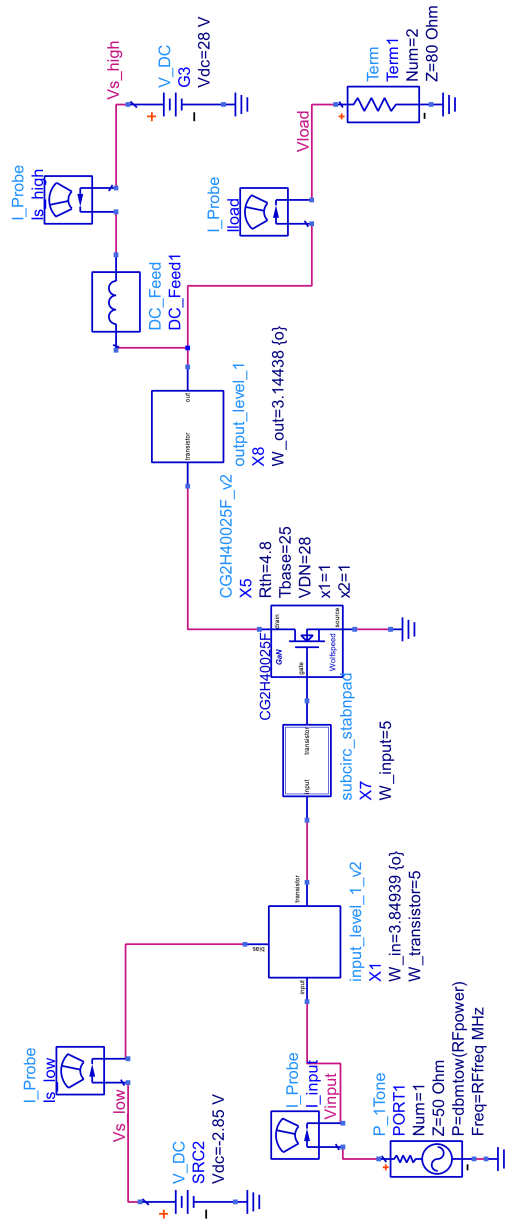 I_Probe
Is_low
Vs_low
V_DC
SRC2
Vdc=-2.85 V
+
−
I_Probe
I_input
Vinput
P_1Tone
PORT1
Num=1
Z=50 Ohm
P=dbmtow(RFpower)
Freq=RFfreq MHz
+
−
input
bias
transistor
input_level_1_v2
X1
W_in=3.84939 {o}
W_transistor=5
input
transistor
subcirc_stabnpad
X7
W_input=5
CG2H40025F
drain
GaN
gate
Wolfspeed
source
CG2H40025F_v2
X5
Rth=4.8
Tbase=25
VDN=28
x1=1
x2=1
transistor
out
output_level_1
X8
W_out=3.14438 {o}
DC_Feed
DC_Feed1
I_Probe
Is_high
Vs_high
V_DC
G3
Vdc=28 V
+
−
I_Probe
Iload
Vload
Term
Term1
Num=2
Z=80 Ohm
+
−